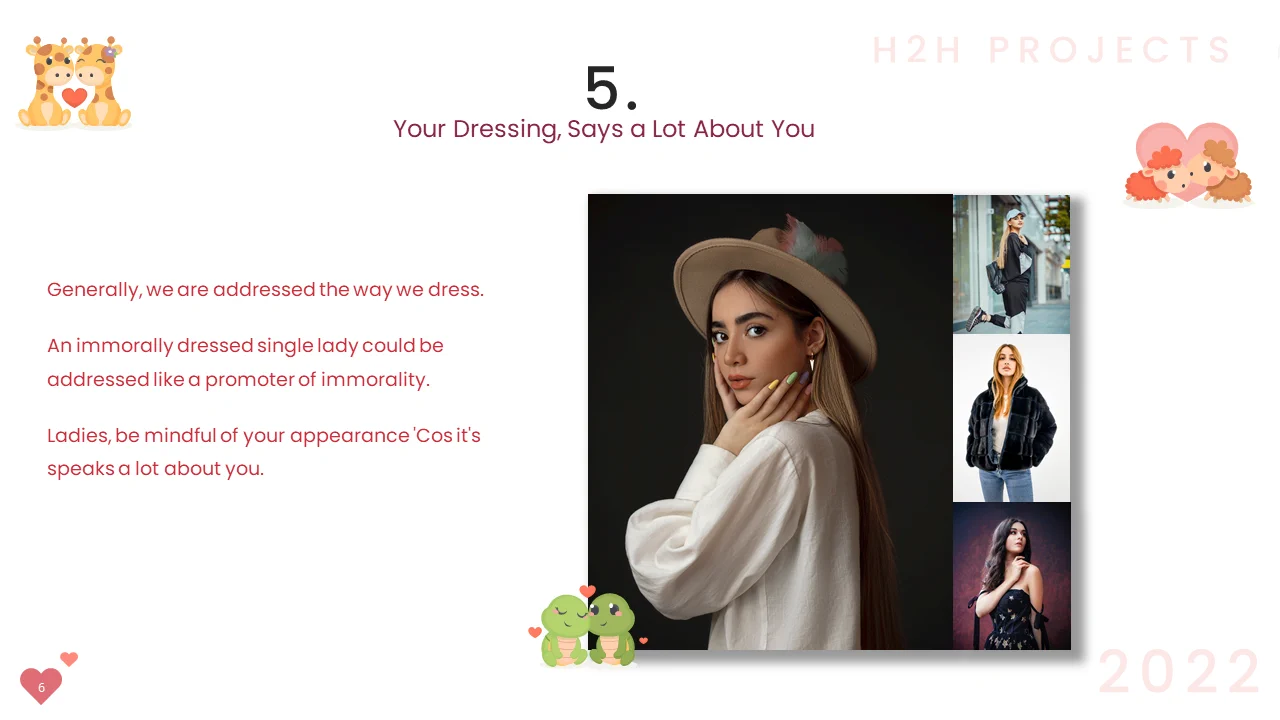 H2H PROJECTS
5.
Your Dressing, Says a Lot About You
Generally, we are addressed the way we dress.
An immorally dressed single lady could be
addressed like a promoter of immorality.
Ladies, be mindful of your appearance 'Cos it's
speaks a lot about you.
6
2022